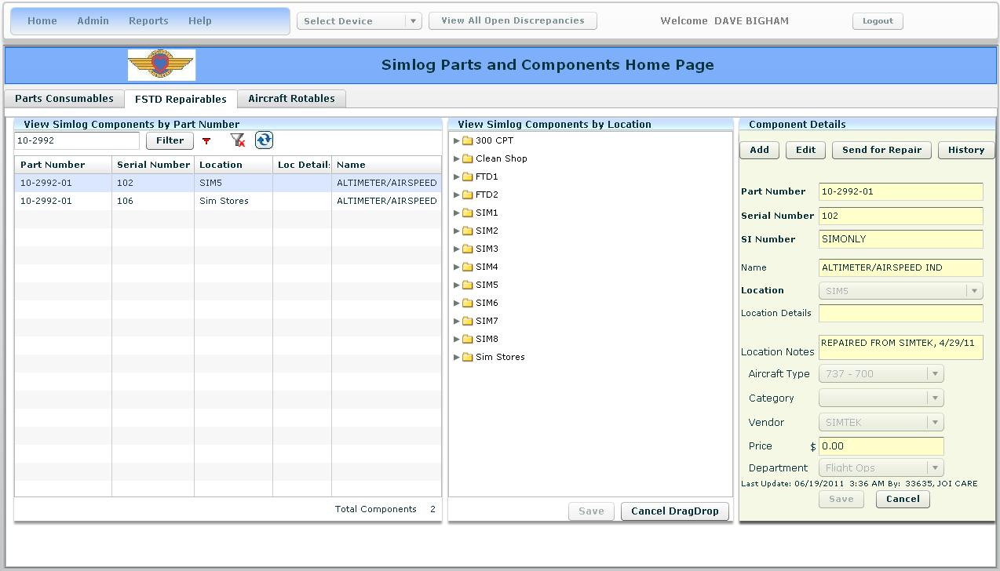 Home Admin Reports Help Select Device View All Open Discrepancies Welcome DAVE BIGHAM Logout
Simlog Parts and Components Home Page
Parts Consumables FSTD Repairables Aircraft Rotables
View Simlog Components by Part Number
10-2992 Filter
Part Number Serial Number Location Loc Detail: Name
10-2992-01 102 SIM5 ALTIMETER/AIRSPEED
10-2992-01 106 Sim Stores ALTIMETER/AIRSPEED
Total Components 2
View Simlog Components by Location
300 CPT
Clean Shop
FTD1
FTD2
SIM1
SIM2
SIM3
SIM4
SIM5
SIM6
SIM7
SIM8
Sim Stores
Save Cancel DragDrop
Component Details
Add Edit Send for Repair History
Part Number 10-2992-01
Serial Number 102
SI Number SIMONLY
Name ALTIMETER/AIRSPEED IND
Location SIM5
Location Details
Location Notes REPAIRED FROM SIMTEK, 4/29/11
Aircraft Type 737 - 700
Category
Vendor SIMTEK
Price $ 0.00
Department Flight Ops
Last Update: 06/19/2011 3:36 AM By: 33635, JOI CARE
Save Cancel